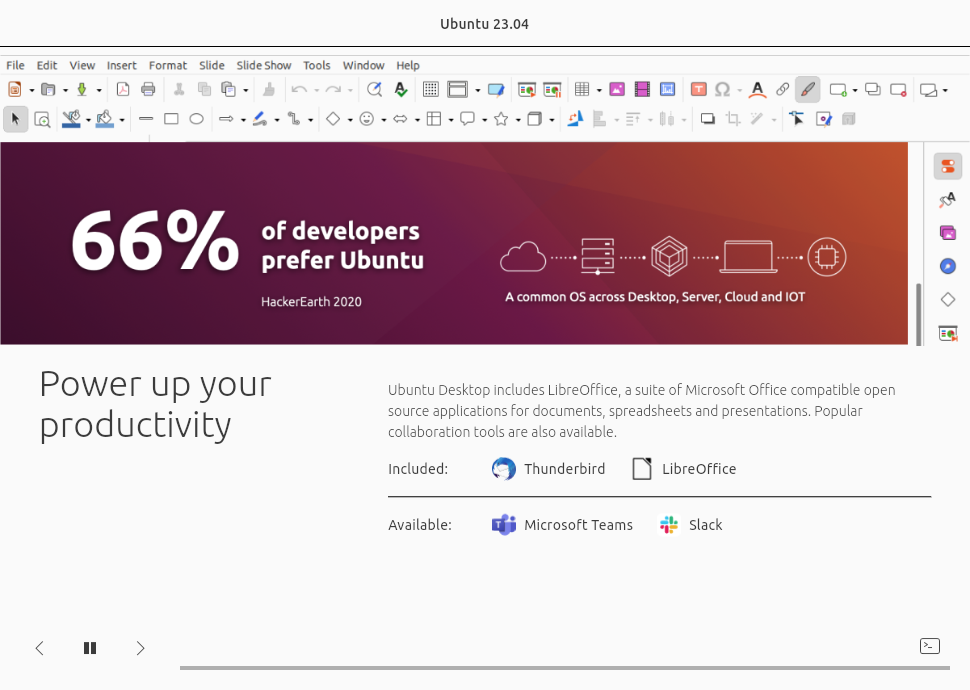 Ubuntu 23.04
File Edit View Insert Format Slide Slide Show Tools Window Help
66%
of developers
prefer Ubuntu
HackerEarth 2020
A common OS across Desktop, Server, Cloud and IOT
Power up your
productivity
Ubuntu Desktop includes LibreOffice, a suite of Microsoft Office compatible open
source applications for documents, spreadsheets and presentations. Popular
collaboration tools are also available.
Included: Thunderbird LibreOffice
Available: Microsoft Teams Slack